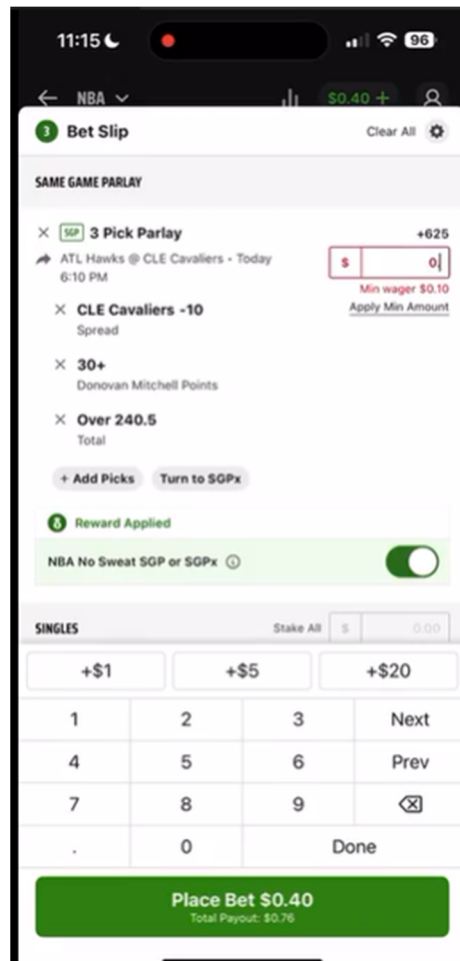 11:15
96
NBA
$0.40 +
3 Bet Slip
Clear All
SAME GAME PARLAY
SGP 3 Pick Parlay
+625
ATL Hawks @ CLE Cavaliers - Today
6:10 PM
$ 0
Min wager $0.10
Apply Min Amount
CLE Cavaliers -10
Spread
30+
Donovan Mitchell Points
Over 240.5
Total
+ Add Picks
Turn to SGPx
Reward Applied
NBA No Sweat SGP or SGPx
SINGLES
Stake All
$ 0.00
+$1
+$5
+$20
1 2 3 Next
4 5 6 Prev
7 8 9
. 0 Done
Place Bet $0.40
Total Payout: $0.76